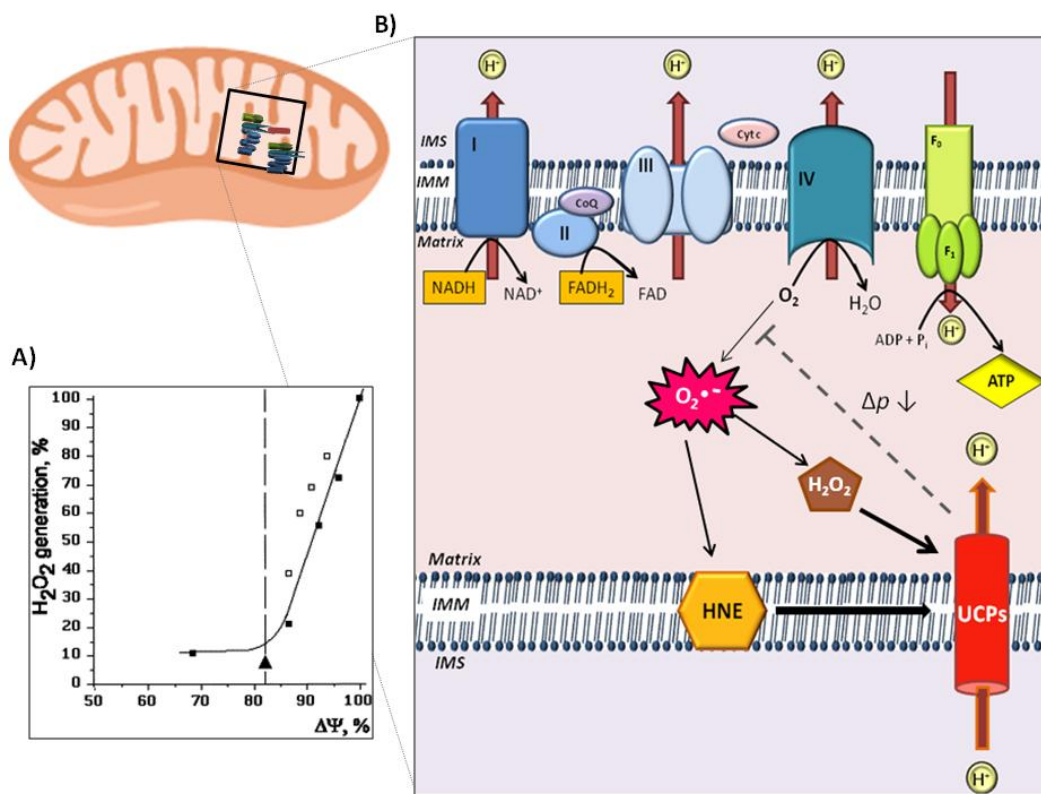 B)
H⁺ H⁺ H⁺
Cytc
IMS I III IV F₀
IMM
CoQ
Matrix II F₁
NADH NAD⁺ FADH₂ FAD O₂ H₂O H⁺
ADP + Pᵢ
ATP
O₂•⁻
Δp ↓
H⁺
H₂O₂
Matrix
IMM HNE UCPs
IMS
H⁺
A)
H₂O₂ generation, %
100
90
80
70
60
50
40
30
20
10
0
50 60 70 80 90 100
ΔΨ, %